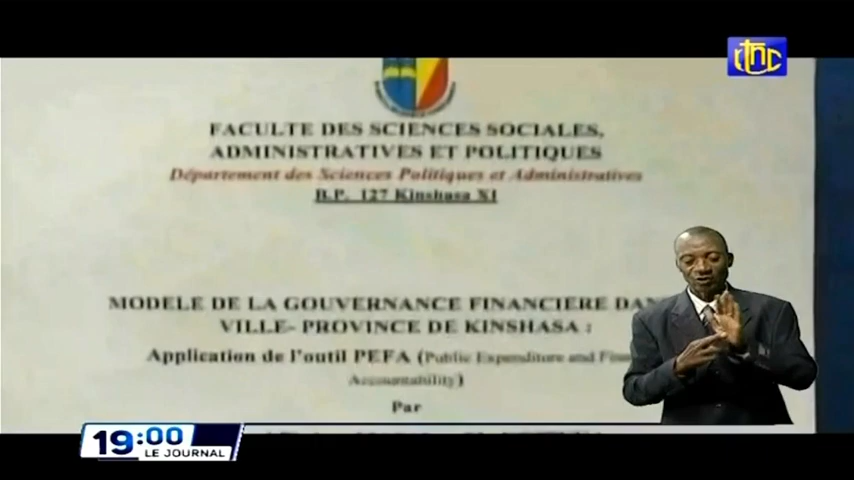 rtnc
FACULTE DES SCIENCES SOCIALES,
ADMINISTRATIVES ET POLITIQUES
Département des Sciences Politiques et Administratives
B.P. 127 Kinshasa XI
MODELE DE LA GOUVERNANCE FINANCIERE DAN
VILLE- PROVINCE DE KINSHASA :
Application de l'outil PEFA (Public Expenditure and Finan
Accountability)
Par
19:00
LE JOURNAL